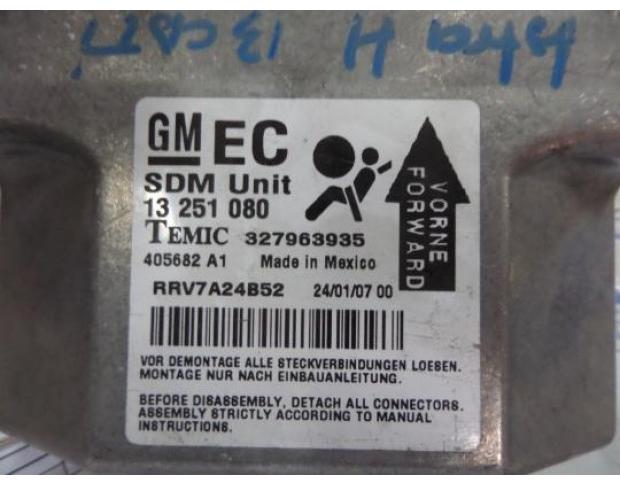 Astra H 13 CDTI
GM EC
SDM Unit
13 251 080
TEMIC 327963935
405682 A1 Made in Mexico
RRV7A24B52 24/01/07 00
VORNE
FORWARD
VOR DEMONTAGE ALLE STECKVERBINDUNGEN LOESEN.
MONTAGE NUR NACH EINBAUANLEITUNG.
BEFORE DISASSEMBLY, DETACH ALL CONNECTORS.
ASSEMBLY STRICTLY ACCORDING TO MANUAL
INSTRUCTIONS.